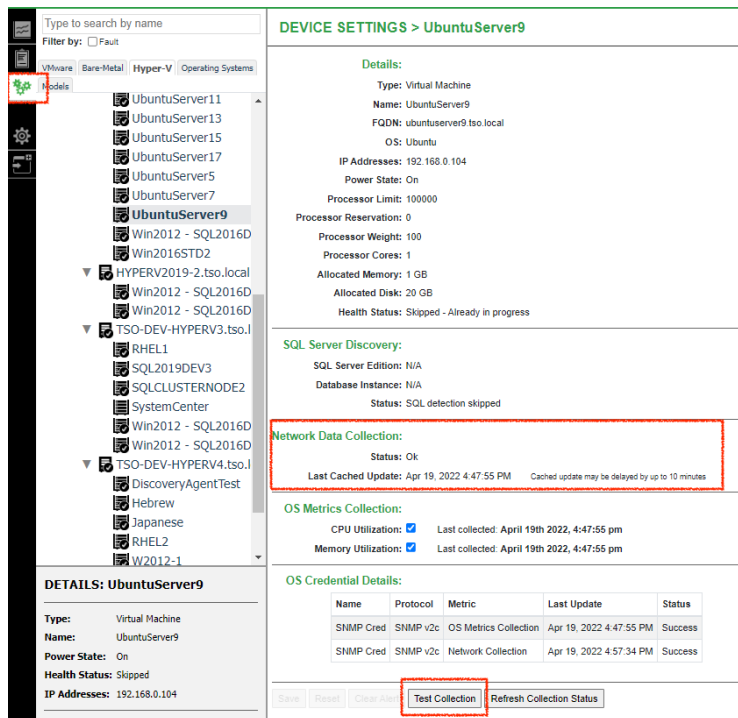 Type to search by name
Filter by: Fault
VMware Bare-Metal Hyper-V Operating Systems
Models
UbuntuServer11
UbuntuServer13
UbuntuServer15
UbuntuServer17
UbuntuServer5
UbuntuServer7
UbuntuServer9
Win2012 - SQL2016D
Win2016STD2
HYPERV2019-2.tso.local
Win2012 - SQL2016D
Win2012 - SQL2016D
TSO-DEV-HYPERV3.tso.l
RHEL1
SQL2019DEV3
SQLCLUSTERNODE2
SystemCenter
Win2012 - SQL2016D
Win2012 - SQL2016D
TSO-DEV-HYPERV4.tso.l
DiscoveryAgentTest
Hebrew
Japanese
RHEL2
W2012-1
DETAILS: UbuntuServer9
Type: Virtual Machine
Name: UbuntuServer9
Power State: On
Health Status: Skipped
IP Addresses: 192.168.0.104
DEVICE SETTINGS > UbuntuServer9
Details:
Type: Virtual Machine
Name: UbuntuServer9
FQDN: ubuntuserver9.tso.local
OS: Ubuntu
IP Addresses: 192.168.0.104
Power State: On
Processor Limit: 100000
Processor Reservation: 0
Processor Weight: 100
Processor Cores: 1
Allocated Memory: 1 GB
Allocated Disk: 20 GB
Health Status: Skipped - Already in progress
SQL Server Discovery:
SQL Server Edition: N/A
Database Instance: N/A
Status: SQL detection skipped
Network Data Collection:
Status: Ok
Last Cached Update: Apr 19, 2022 4:47:55 PM Cached update may be delayed by up to 10 minutes
OS Metrics Collection:
CPU Utilization: Last collected: April 19th 2022, 4:47:55 pm
Memory Utilization: Last collected: April 19th 2022, 4:47:55 pm
OS Credential Details:
Name Protocol Metric Last Update Status
SNMP Cred SNMP v2c OS Metrics Collection Apr 19, 2022 4:47:55 PM Success
SNMP Cred SNMP v2c Network Collection Apr 19, 2022 4:57:34 PM Success
Save Reset Clear Alert Test Collection Refresh Collection Status